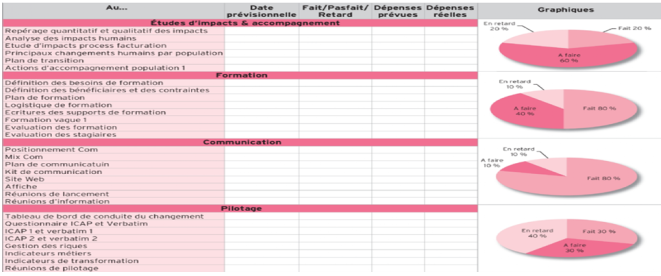 Au... Date prévisionnelle Fait/Pasfait/Retard Dépenses prévues Dépenses réelles Graphiques
Études d'impacts & accompagnement
Repérage quantitatif et qualitatif des impacts
Analyse des impacts humains
Etude d'impacts process facturation
Principaux changements humains par population
Plan de transition
Actions d'accompagnement population 1
En retard 20 %
Fait 20 %
A faire 60 %
Formation
Définition des besoins de formation
Définition des bénéficiaires et des contraintes
Plan de formation
Logistique de formation
Ecritures des supports de formation
Formation vague 1
Evaluation des formation
Evaluation des stagiaires
En retard 10 %
A faire 40 %
Fait 80 %
Communication
Positionnement Com
Mix Com
Plan de communicatuin
Kit de communication
Site Web
Affiche
Réunions de lancement
Réunions d'information
En retard 10 %
A faire 10 %
Fait 80 %
Pilotage
Tableau de bord de conduite du changement
Questionnaire ICAP et Verbatim
ICAP 1 et verbatim 1
ICAP 2 et verbatim 2
Gestion des riques
Indicateurs métiers
Indicateurs de transformation
Réunions de pilotage
En retard 40 %
Fait 30 %
A faire 30 %